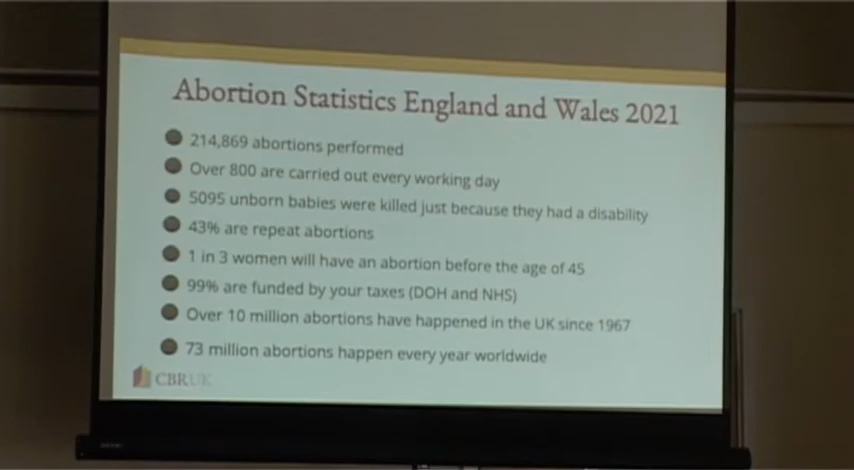 Abortion Statistics England and Wales 2021
214,869 abortions performed
Over 800 are carried out every working day
5095 unborn babies were killed just because they had a disability
43% are repeat abortions
1 in 3 women will have an abortion before the age of 45
99% are funded by your taxes (DOH and NHS)
Over 10 million abortions have happened in the UK since 1967
73 million abortions happen every year worldwide
CBRUK